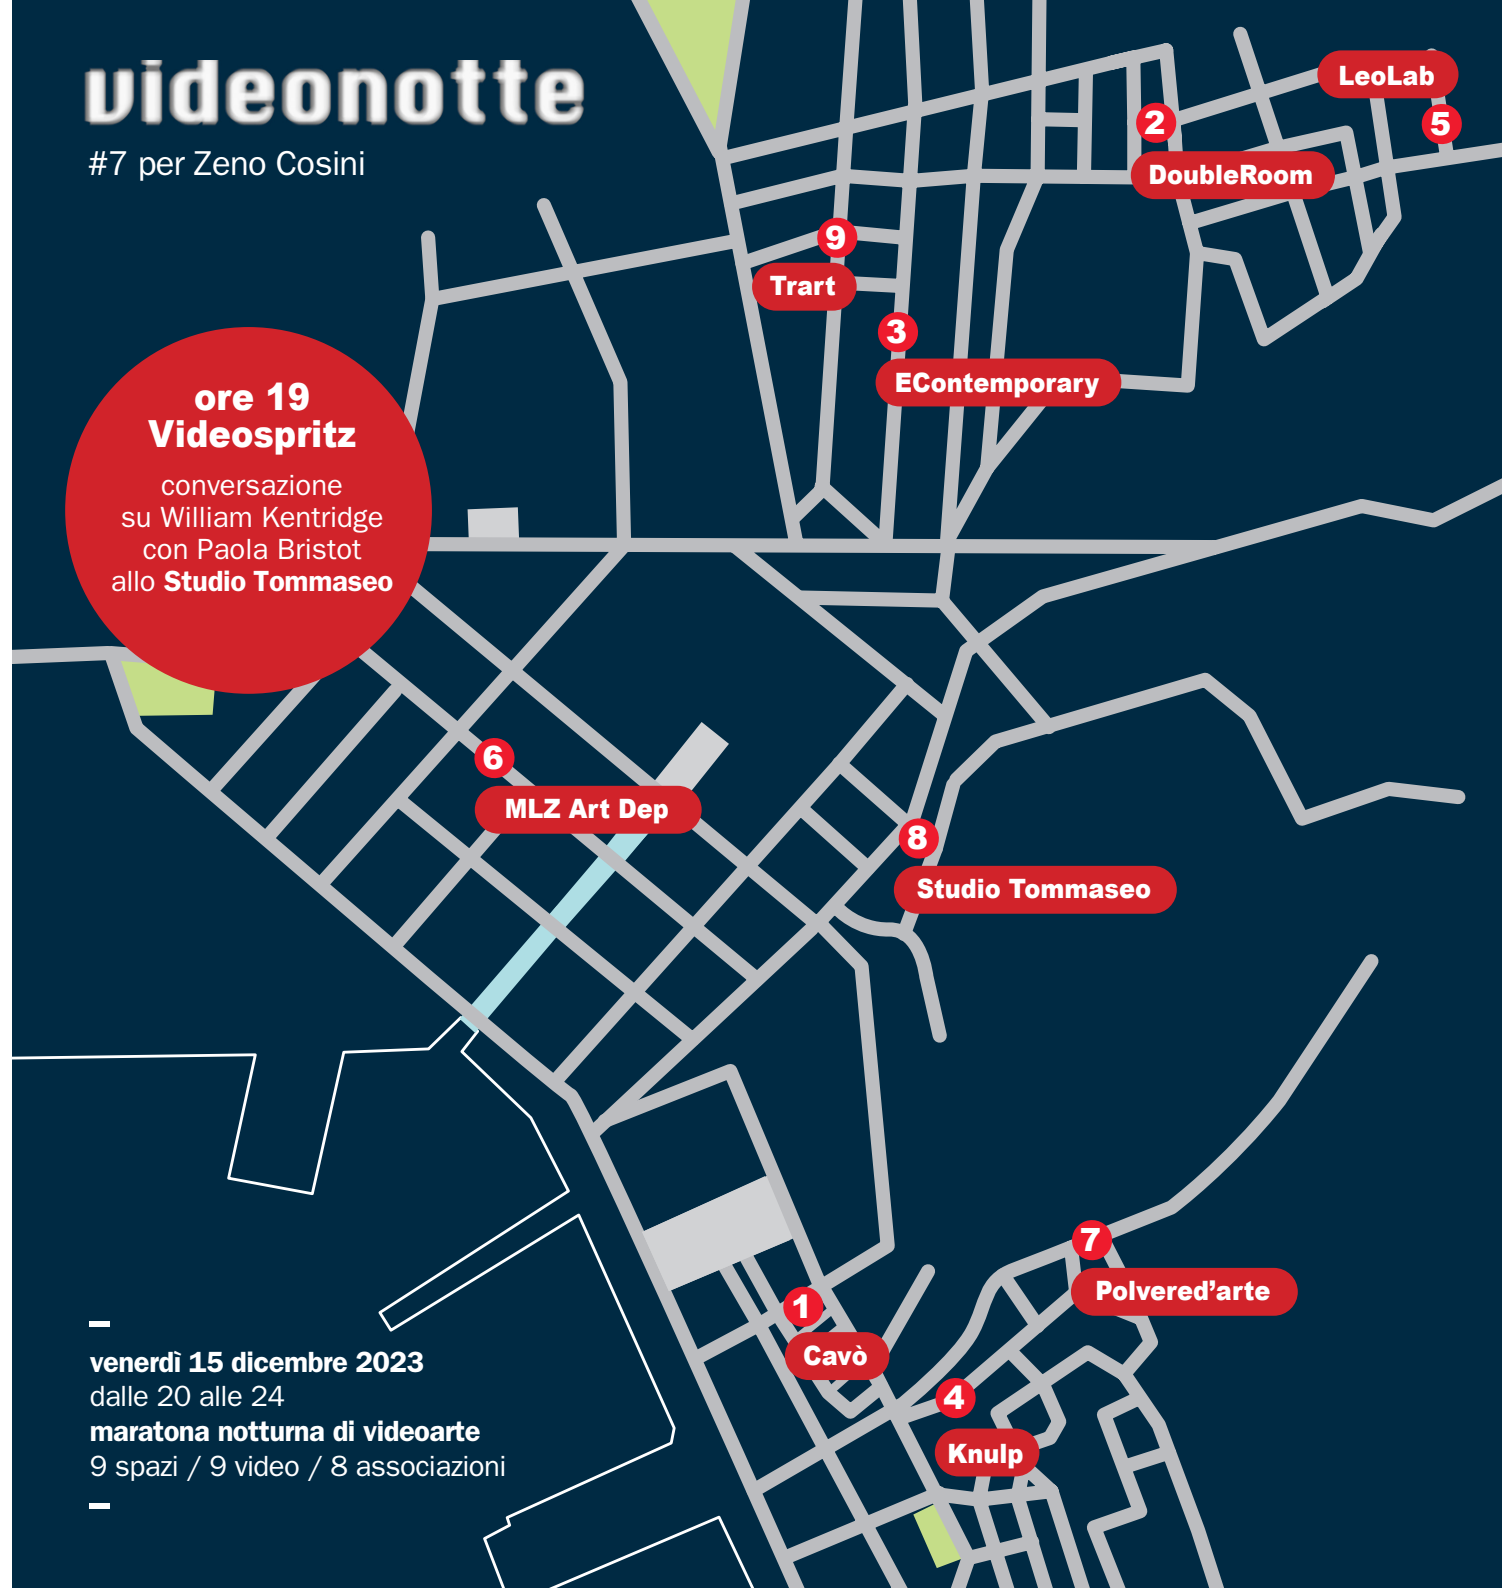 videonotte
#7 per Zeno Cosini
LeoLab
2
5
DoubleRoom
9
Trart
3
EContemporary
ore 19
Videospritz
conversazione
su William Kentridge
con Paola Bristot
allo Studio Tommaseo
6
MLZ Art Dep
8
Studio Tommaseo
7
Polvered'arte
1
Cavò
4
Knulp
venerdì 15 dicembre 2023
dalle 20 alle 24
maratona notturna di videoarte
9 spazi / 9 video / 8 associazioni